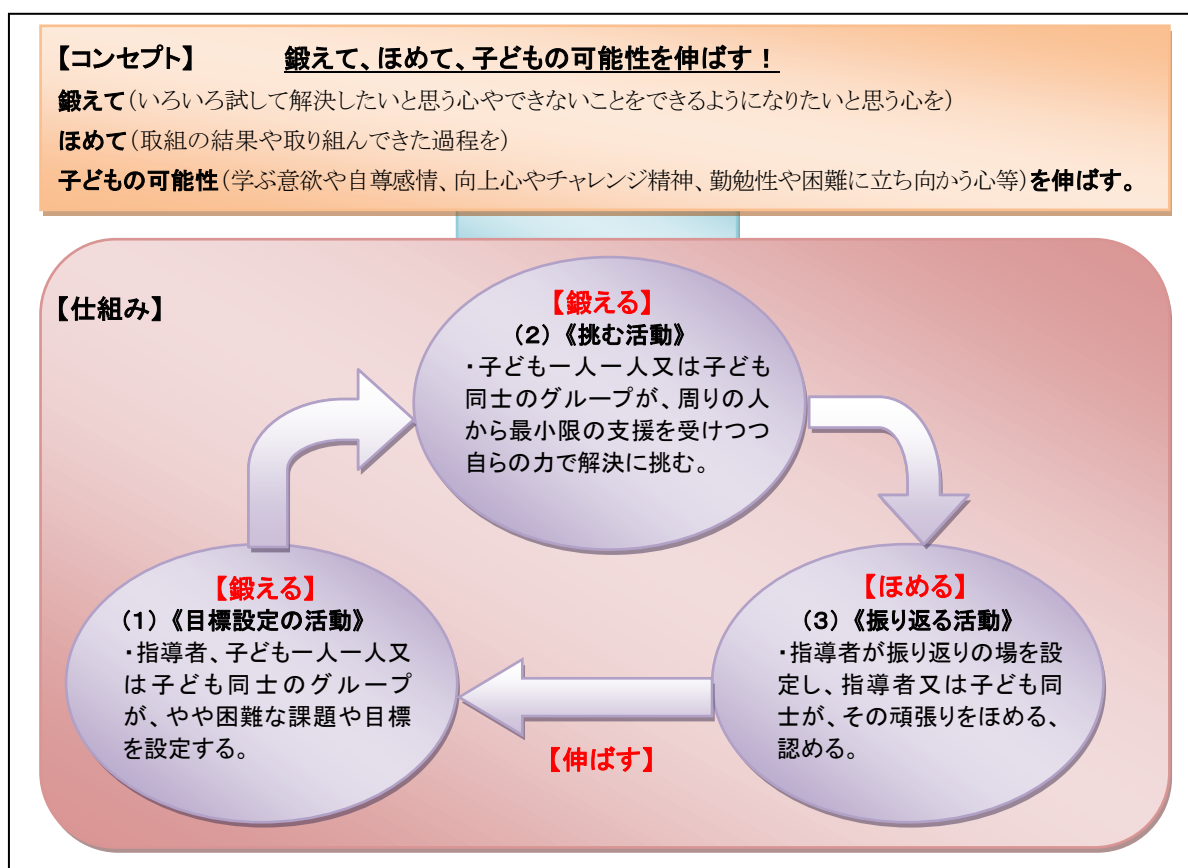 【コンセプト】　鍛えて、ほめて、子どもの可能性を伸ばす！
鍛えて(いろいろ試して解決したいと思う心やできないことをできるようになりたいと思う心を)
ほめて(取組の結果や取り組んできた過程を)
子どもの可能性(学ぶ意欲や自尊感情、向上心やチャレンジ精神、勤勉性や困難に立ち向かう心等)を伸ばす。
【仕組み】
【鍛える】
(1)《目標設定の活動》
・指導者、子ども一人一人又
は子ども同士のグループ
が、やや困難な課題や目標
を設定する。
【鍛える】
(2)《挑む活動》
・子ども一人一人又は子ども
同士のグループが、周りの人
から最小限の支援を受けつつ
自らの力で解決に挑む。
【ほめる】
(3)《振り返る活動》
・指導者が振り返りの場を設
定し、指導者又は子ども同
士が、その頑張りをほめる、
認める。
【伸ばす】